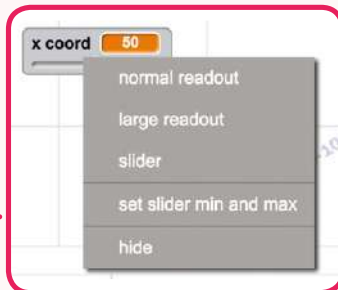 x coord 50
normal readout
large readout
slider
set slider min and max
hide